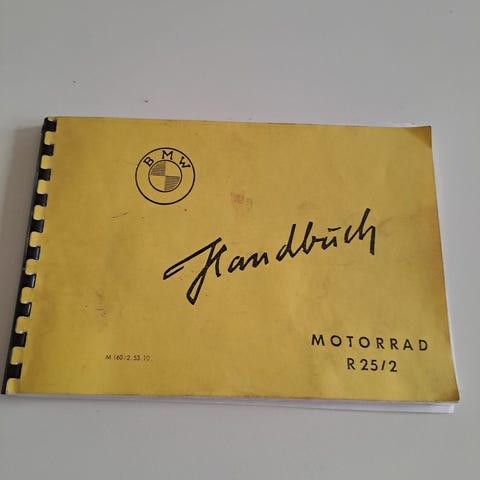 BMW
Handbuch
MOTORRAD
R 25/2
M 160/2. 53. 10